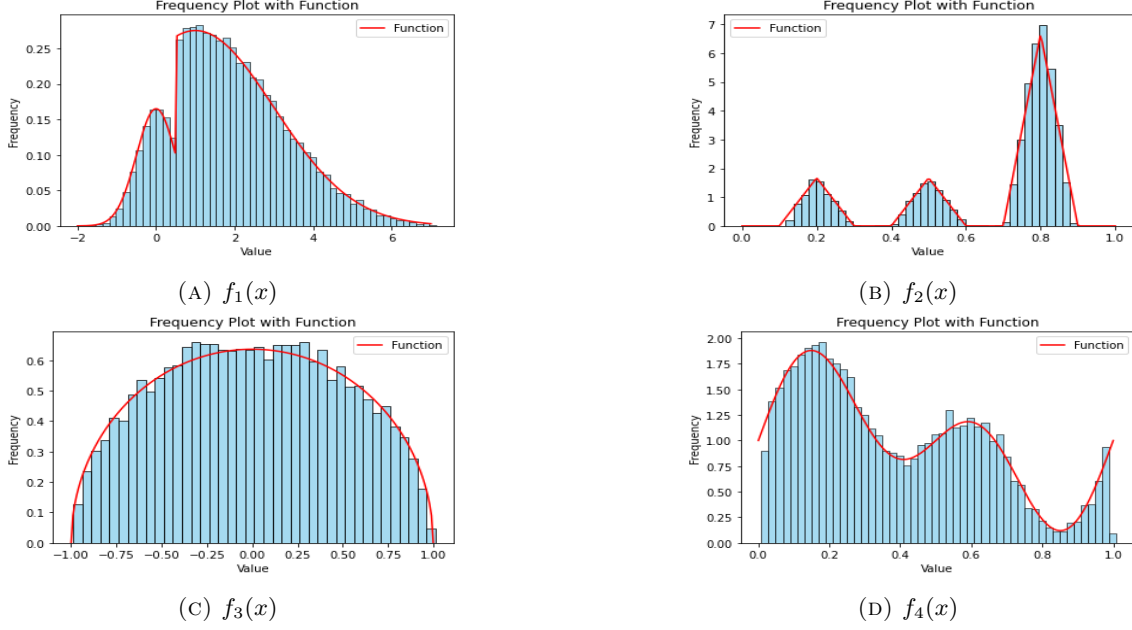 Frequency Plot with Function
Function
0.25
0.20
0.15
0.10
0.05
0.00
Frequency
−2 0 2 4 6
Value
(A) f₁(x)
Frequency Plot with Function
Function
7
6
5
4
3
2
1
0
Frequency
0.0 0.2 0.4 0.6 0.8 1.0
Value
(B) f₂(x)
Frequency Plot with Function
Function
0.6
0.5
0.4
0.3
0.2
0.1
0.0
Frequency
−1.00 −0.75 −0.50 −0.25 0.00 0.25 0.50 0.75 1.00
Value
(C) f₃(x)
Frequency Plot with Function
Function
2.00
1.75
1.50
1.25
1.00
0.75
0.50
0.25
0.00
Frequency
0.0 0.2 0.4 0.6 0.8 1.0
Value
(D) f₄(x)